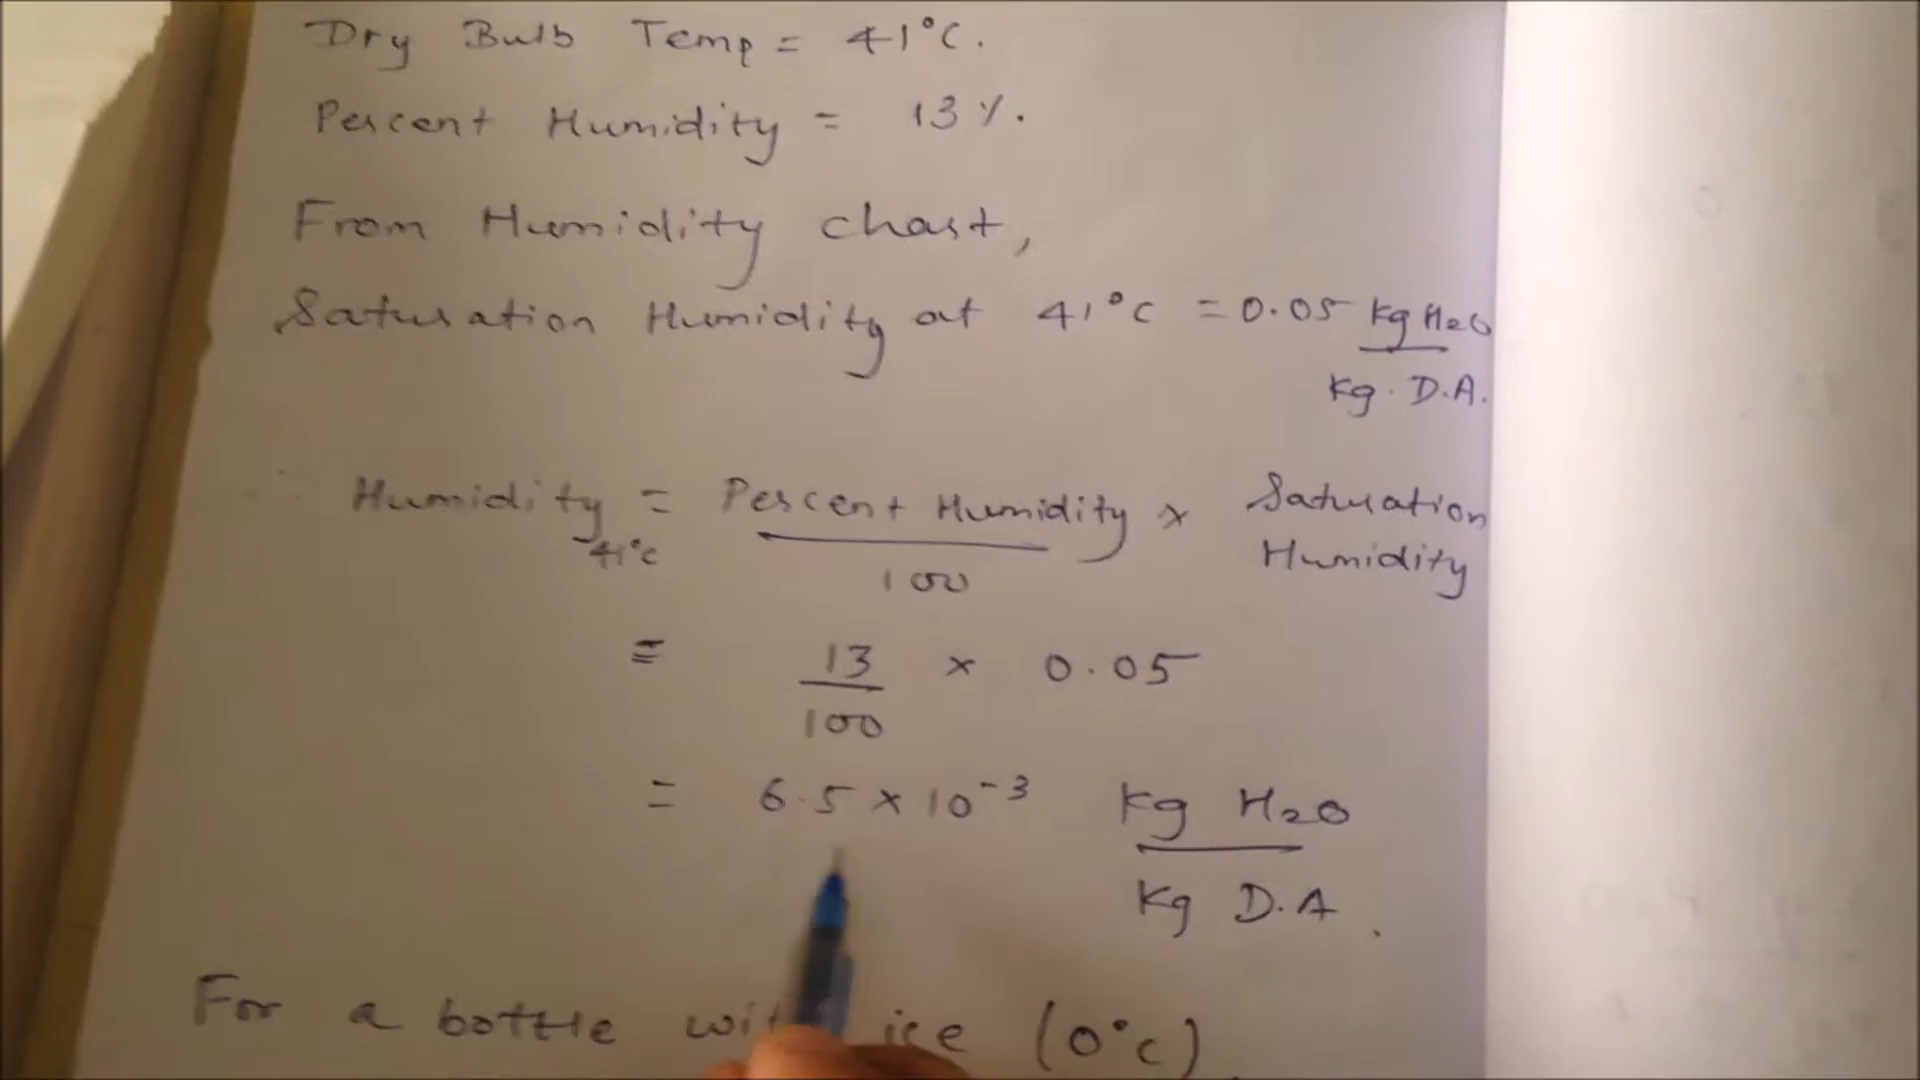 Dry Bulb Temp = 41°C.
Percent Humidity = 13%.
From Humidity chart,
Saturation Humidity at 41°C = 0.05 kg H2O
kg. D.A.
Humidity = Percent Humidity × Saturation
41°C 100 Humidity
= 13 × 0.05
100
= 6.5 × 10⁻³ kg H2O
kg D.A.
For a bottle with ice (0°C)